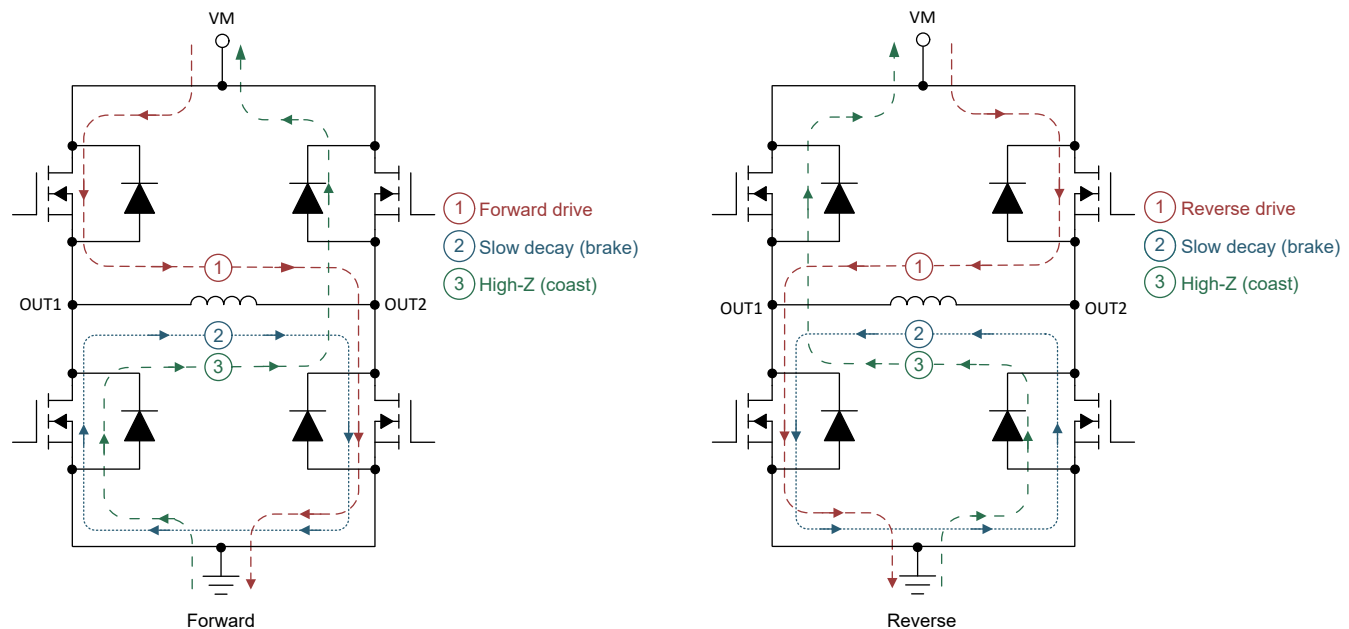 VM
1 Forward drive
2 Slow decay (brake)
3 High-Z (coast)
1
OUT1
OUT2
2
3
Forward
VM
1 Reverse drive
2 Slow decay (brake)
3 High-Z (coast)
1
OUT1
OUT2
2
3
Reverse